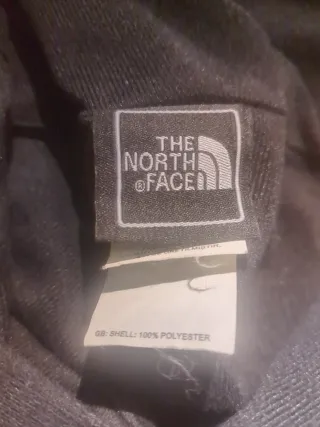 THE
NORTH
®FACE
GB: SHELL: 100% POLYESTER